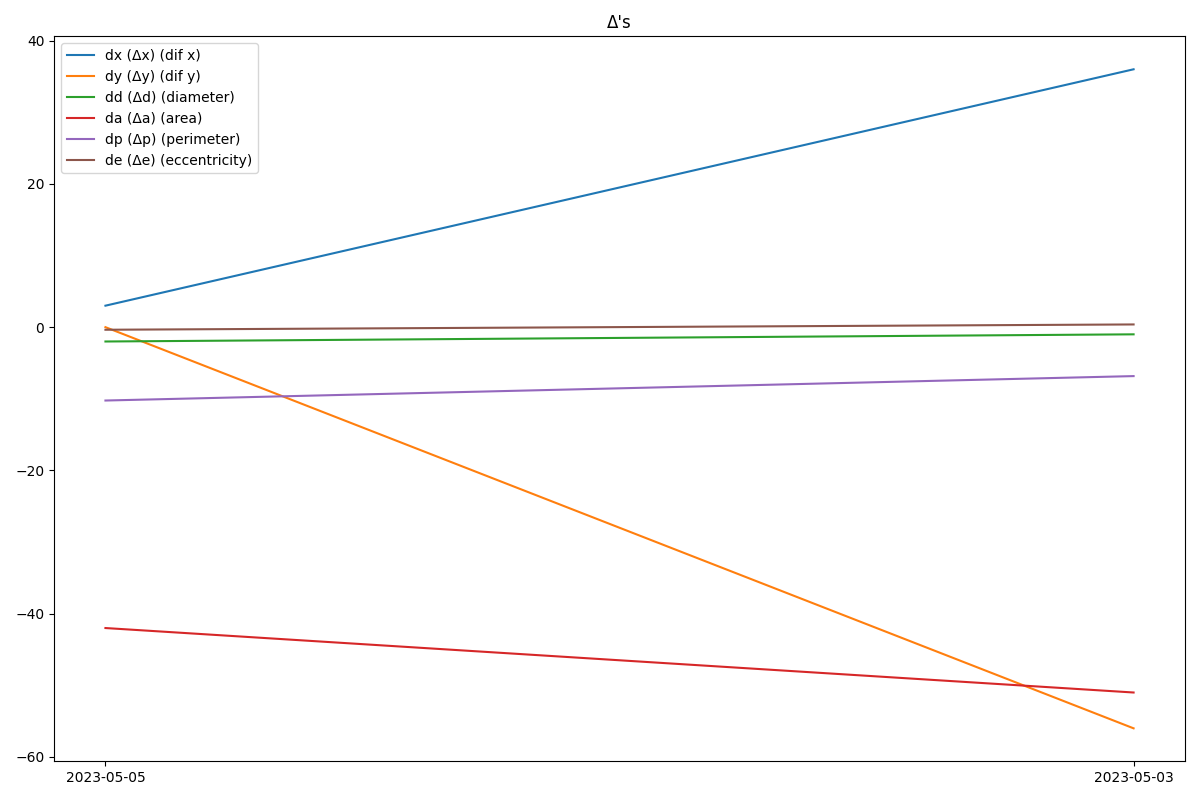 Δ's
dx (Δx) (dif x)
dy (Δy) (dif y)
dd (Δd) (diameter)
da (Δa) (area)
dp (Δp) (perimeter)
de (Δe) (eccentricity)
40
20
0
−20
−40
−60
2023-05-05 2023-05-03